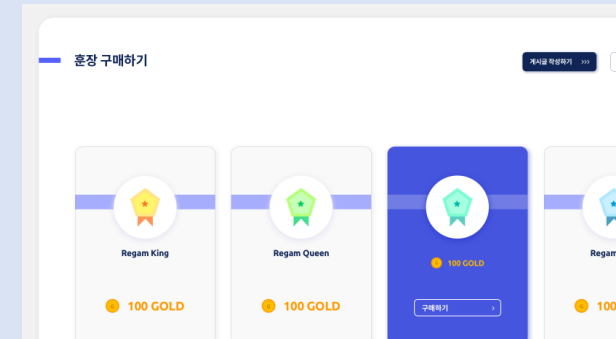 훈장 구매하기
게시글 작성하기 >>>
Regam King
Regam Queen
Regam
100 GOLD
구매하기 >
100 GOLD
100 GOLD
100